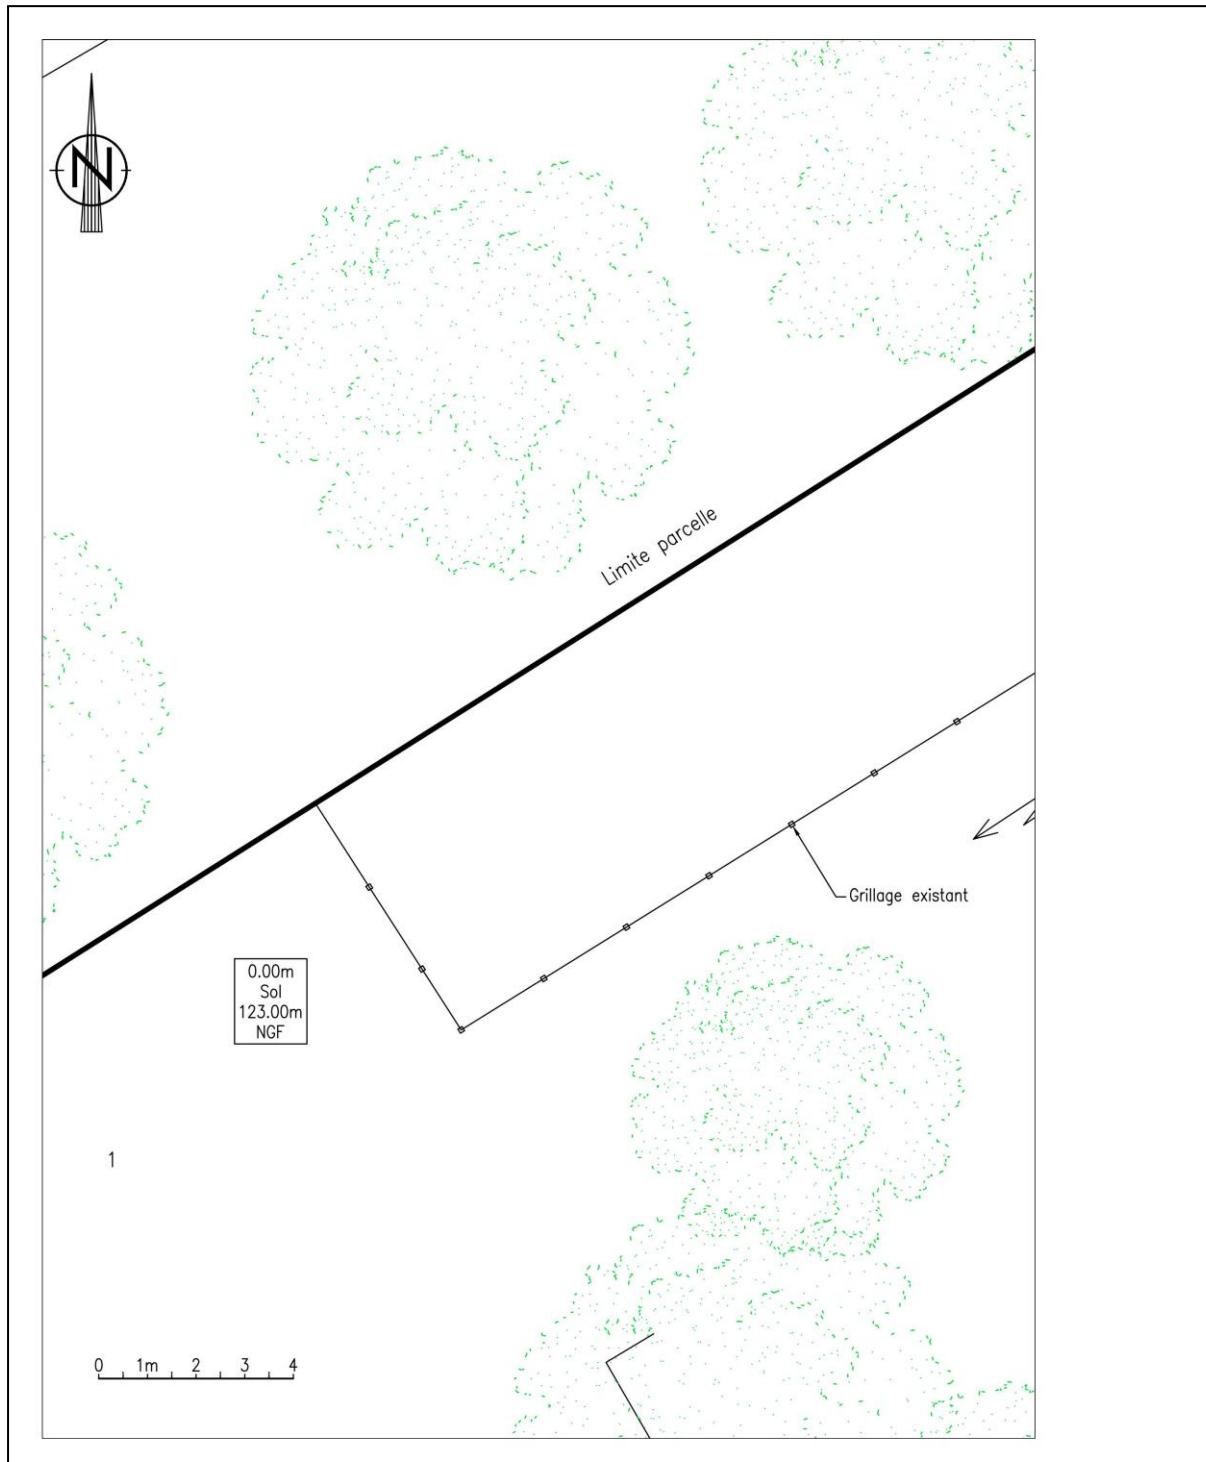 N
Limite parcelle
Grillage existant
0.00m
Sol
123.00m
NGF
1
0 1m 2 3 4